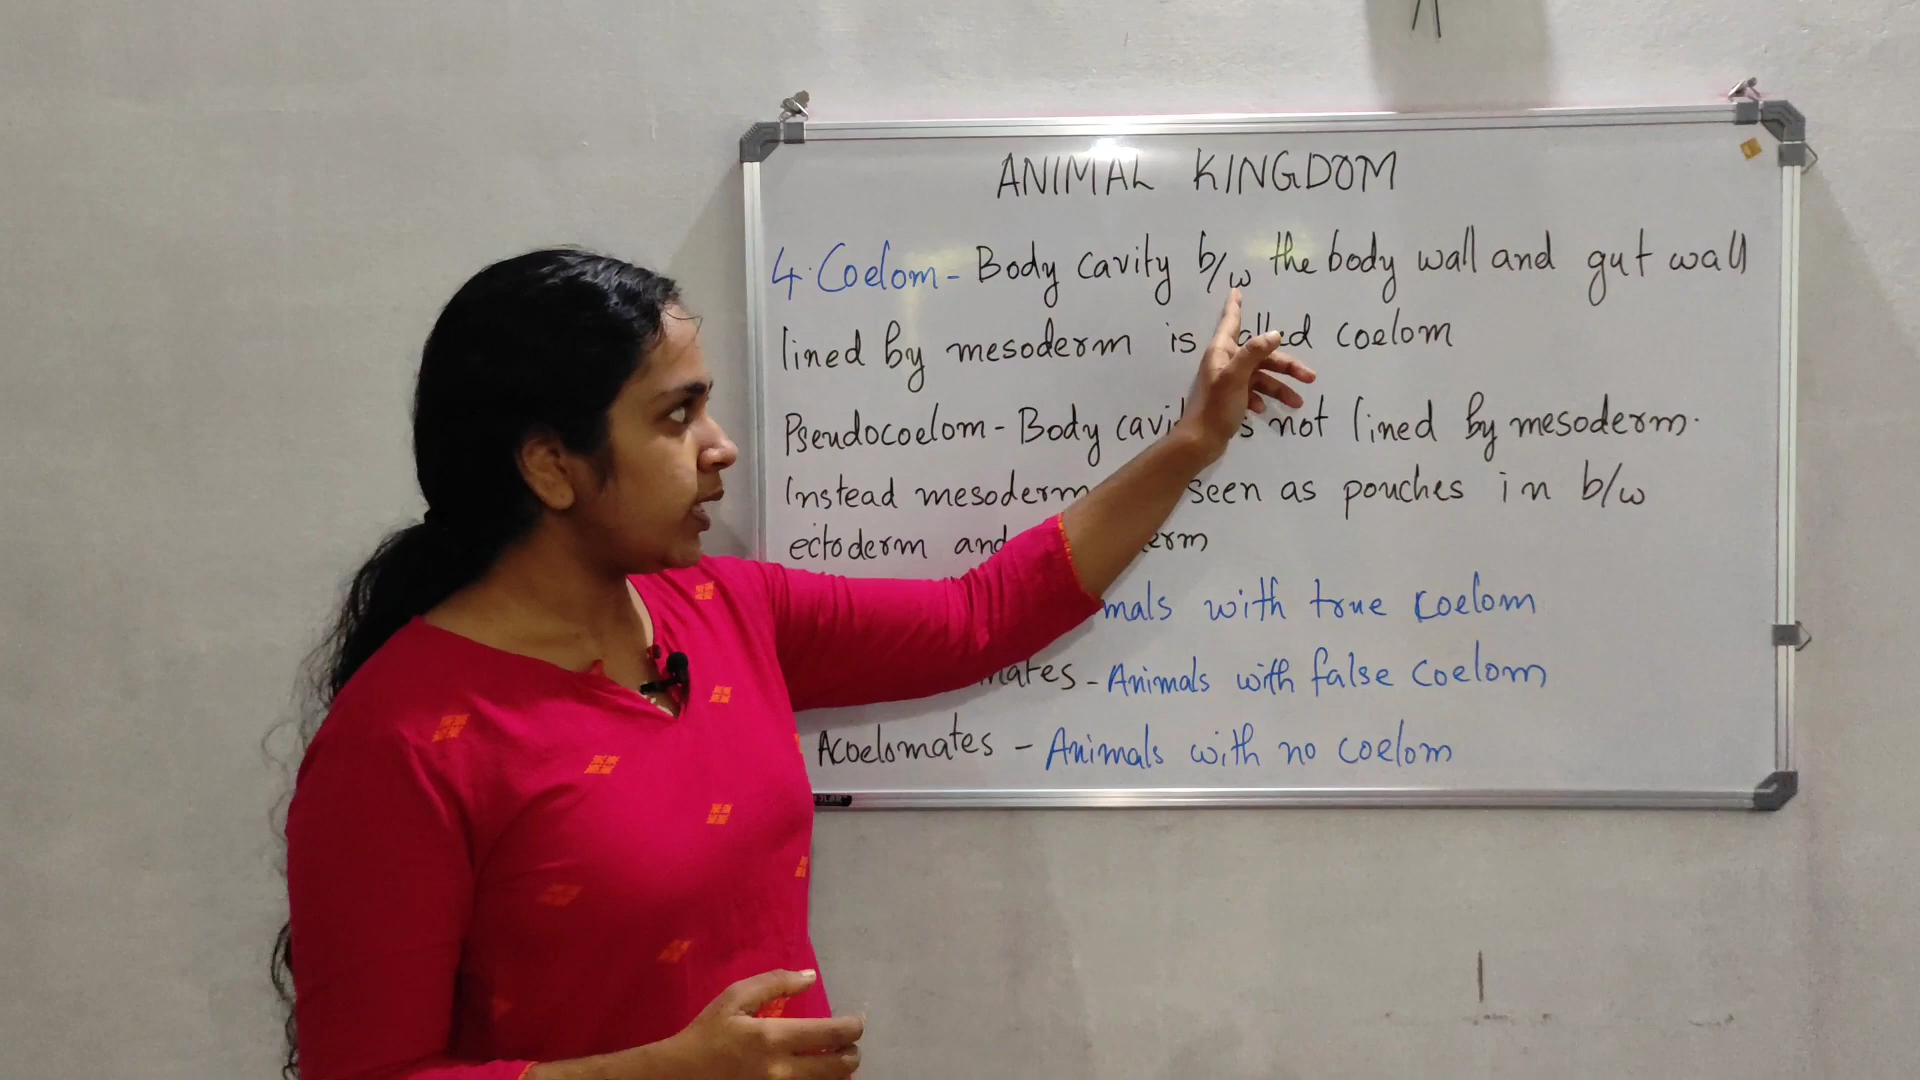 ANIMAL KINGDOM
4. Coelom - Body cavity b/w the body wall and gut wall
lined by mesoderm is called coelom
Pseudocoelom - Body not lined by mesoderm.
Instead mesoderm seen as pouches in b/w
ectoderm and
with true coelom
- Animals with false coelom
Acoelomates - Animals with no coelom